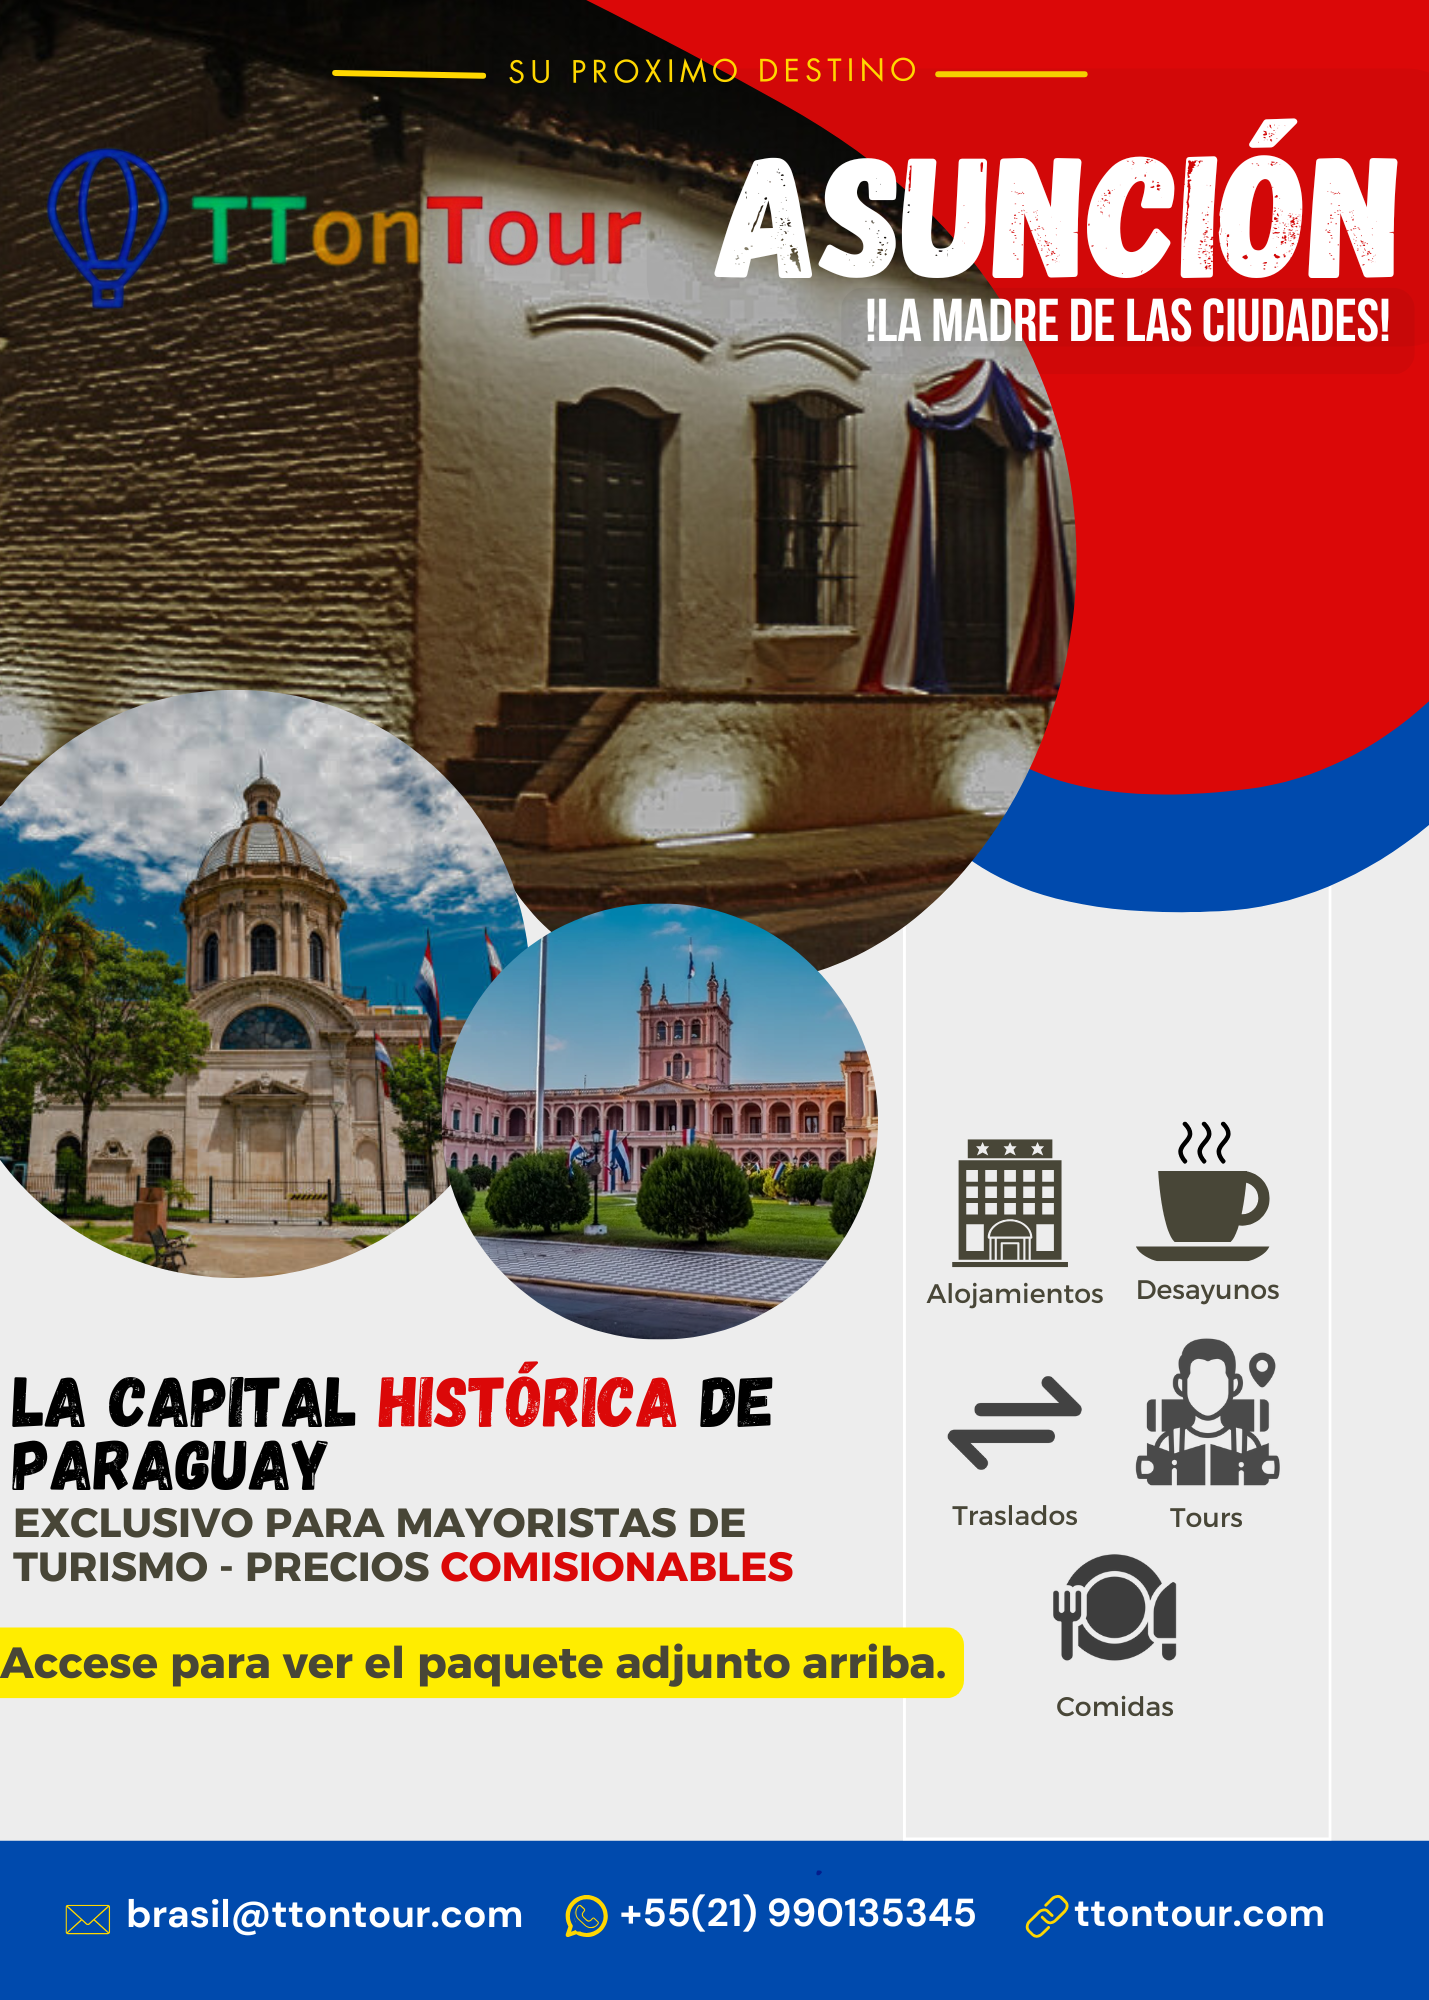 SU PROXIMO DESTINO
TTonTour
ASUNCIÓN
!LA MADRE DE LAS CIUDADES!
Alojamientos
Desayunos
Traslados
Tours
Comidas
LA CAPITAL HISTÓRICA DE
PARAGUAY
EXCLUSIVO PARA MAYORISTAS DE
TURISMO - PRECIOS COMISIONABLES
Accese para ver el paquete adjunto arriba.
brasil@ttontour.com
+55(21) 990135345
ttontour.com